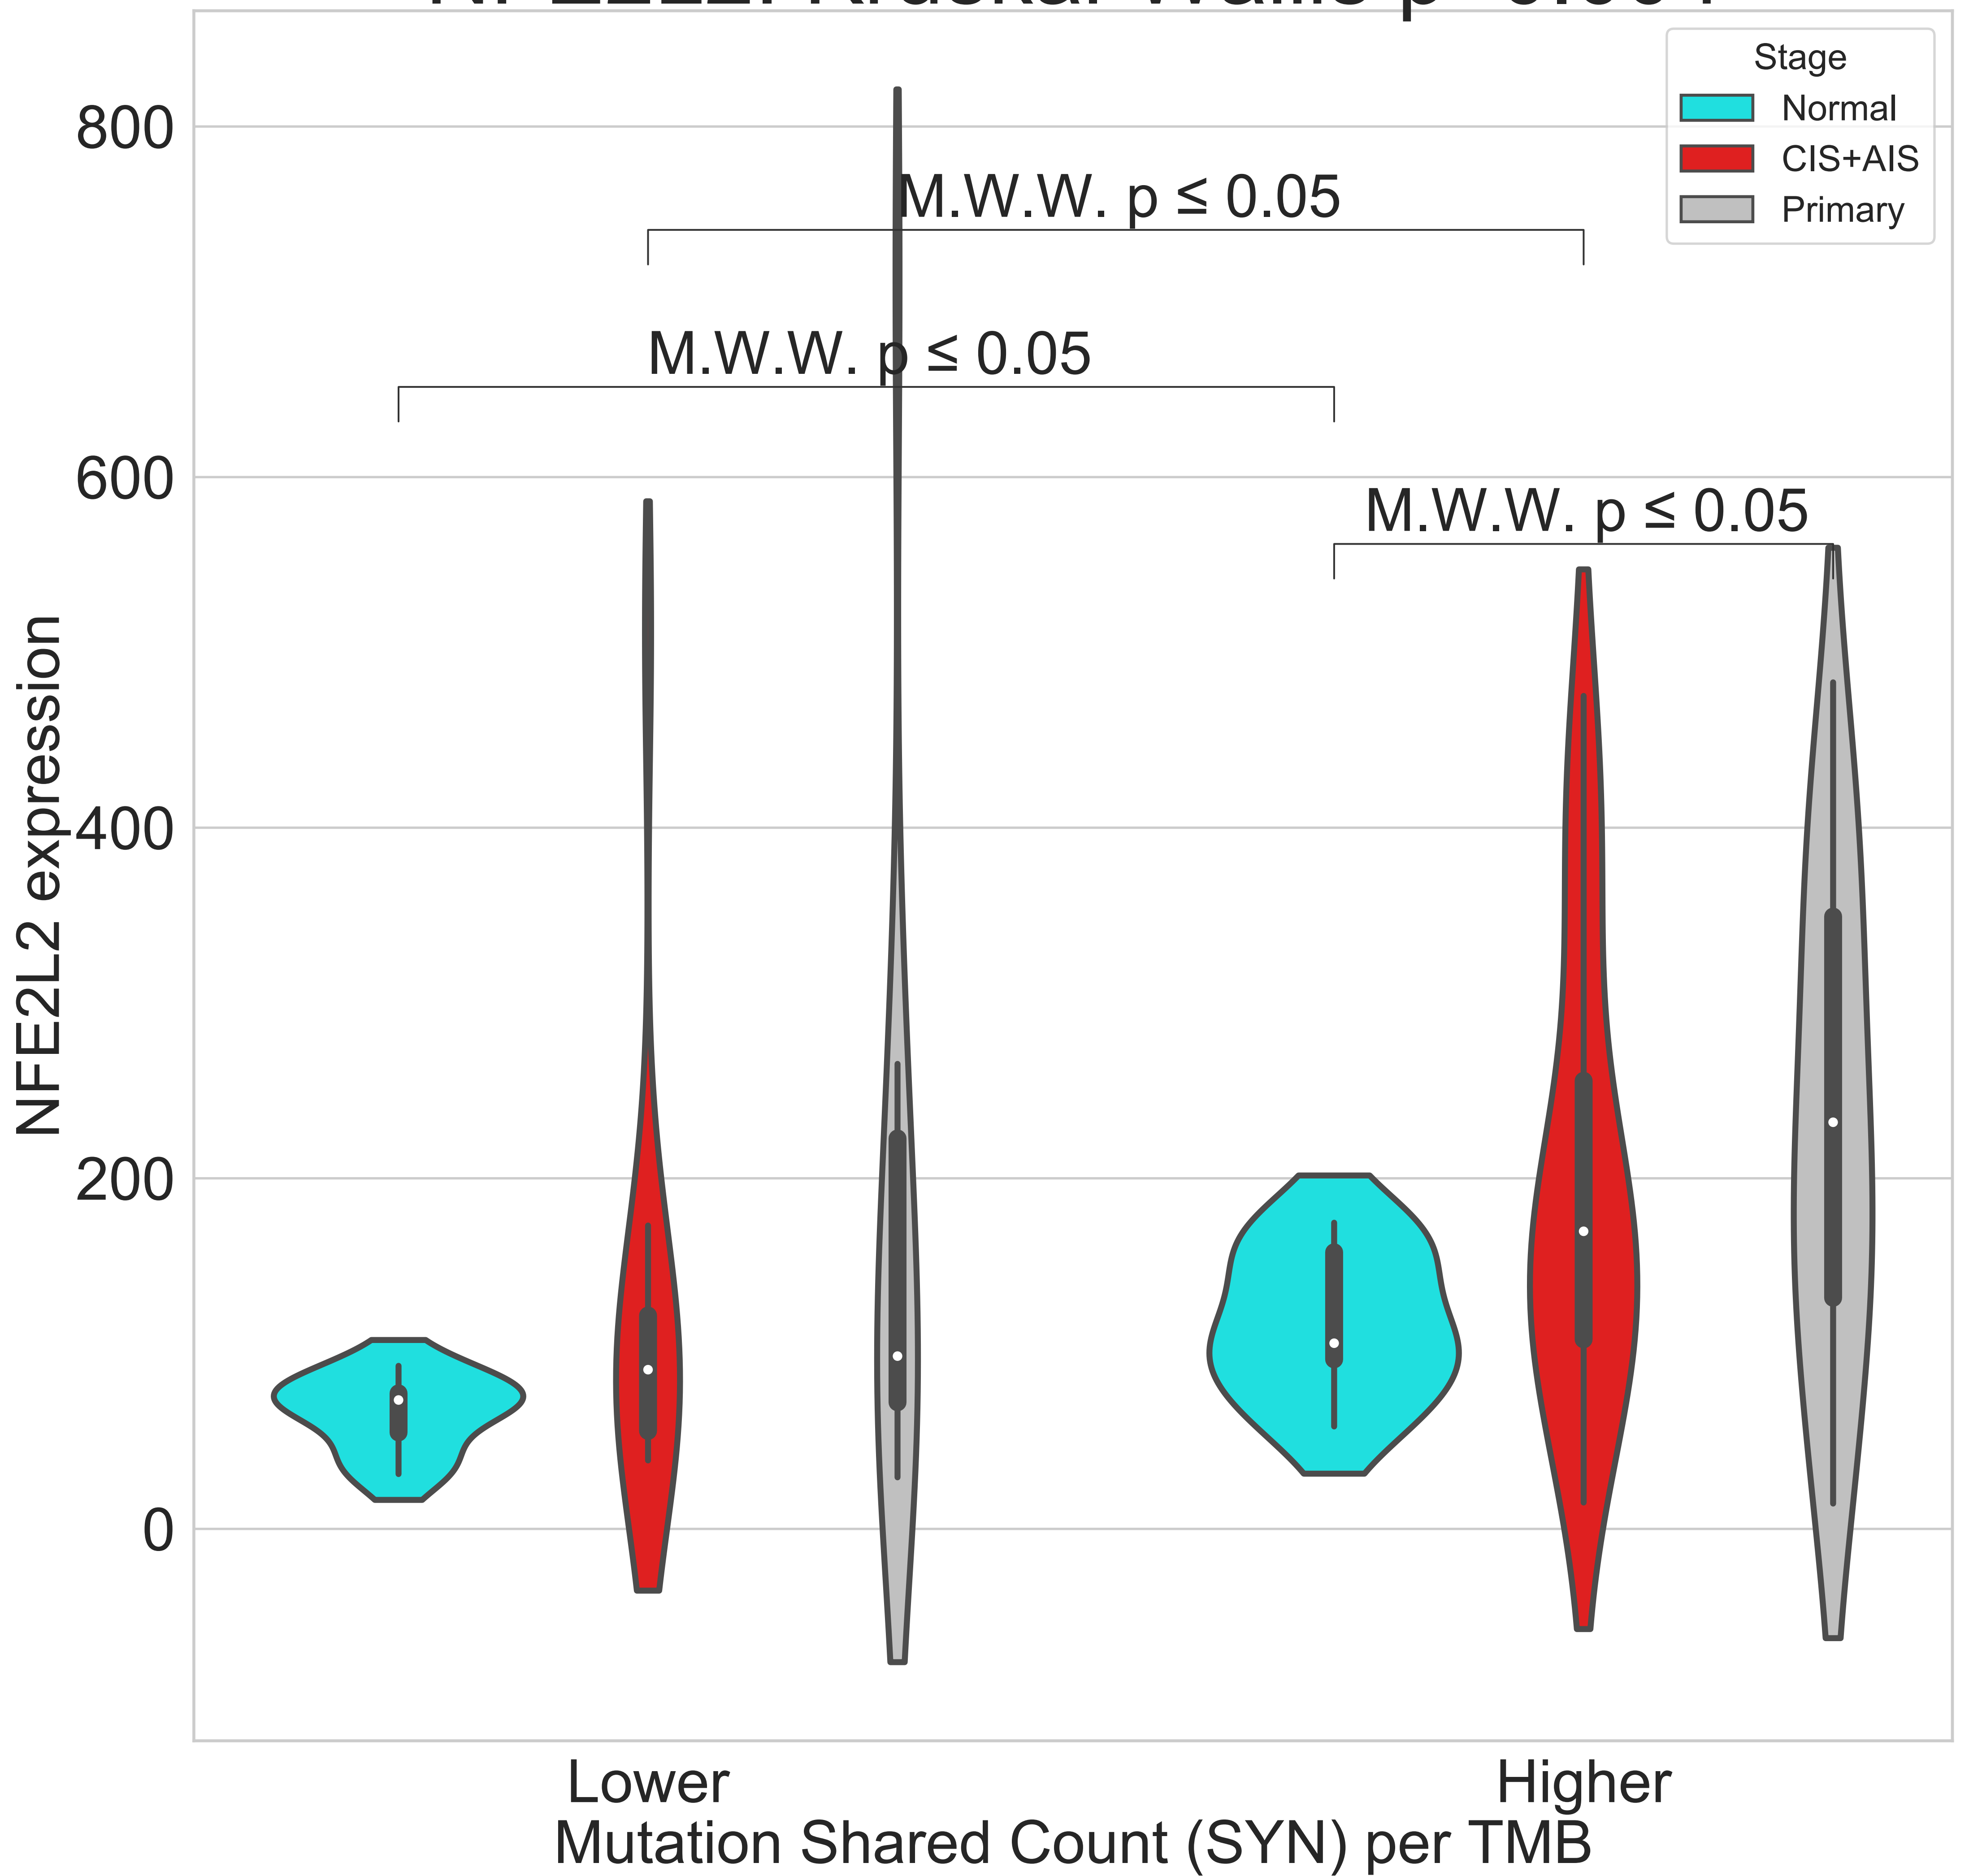 Stage
Normal
CIS+AIS
Primary
M.W.W. p ≤ 0.05
M.W.W. p ≤ 0.05
M.W.W. p ≤ 0.05
800
600
400
200
0
NFE2L2 expression
Lower
Higher
Mutation Shared Count (SYN) per TMB